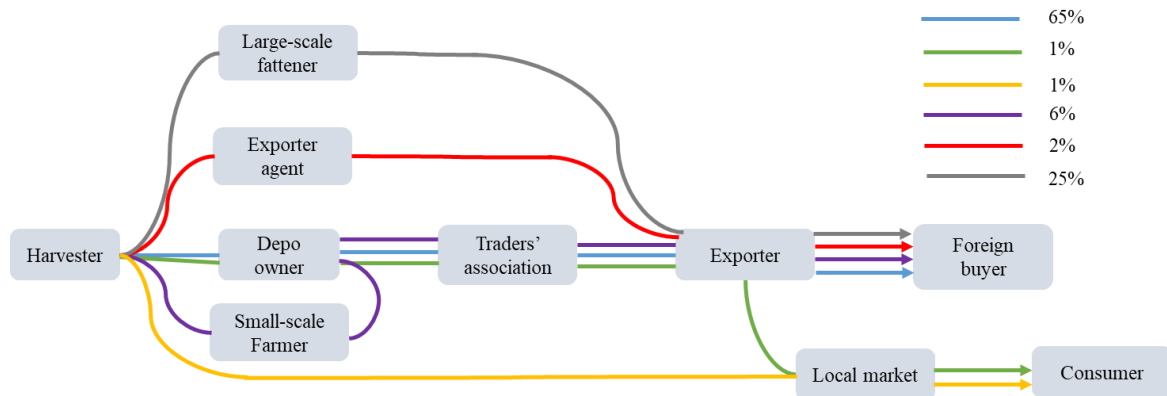 Large-scale
fattener
Exporter
agent
Harvester
Depo
owner
Traders’
association
Exporter
Foreign
buyer
Small-scale
Farmer
Local market
Consumer
65%
1%
1%
6%
2%
25%